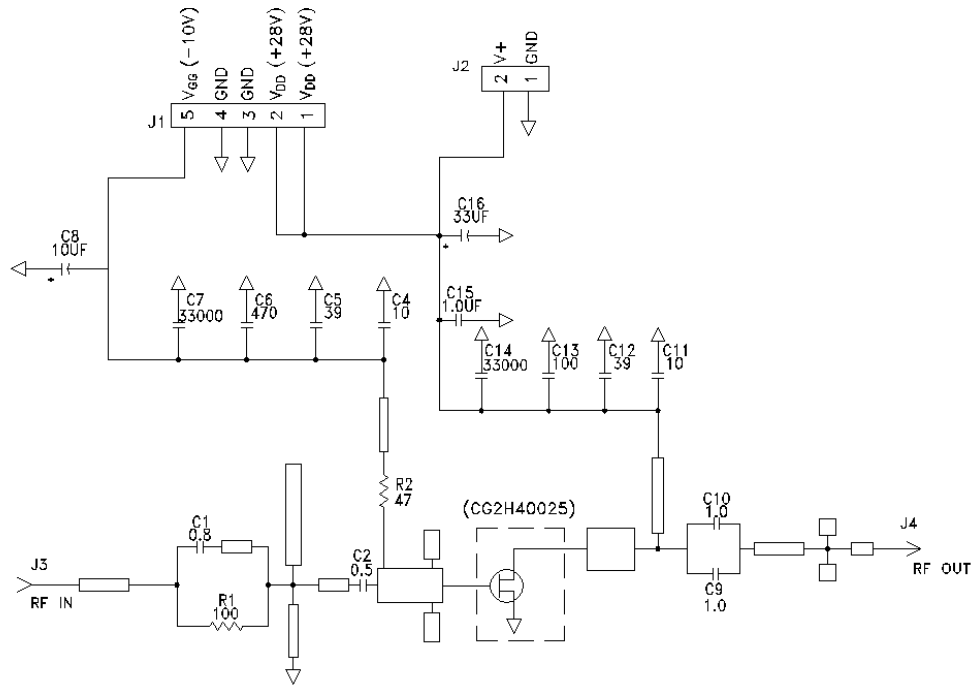 V_GG (-10V)
GND
GND
V_DD (+28V)
V_DD (+28V)
J1
5 4 3 2 1
V+
GND
J2
2 1
C8
10UF
C16
33UF
C15
1.0UF
C7
33000
C6
470
C5
39
C4
10
C14
33000
C13
100
C12
39
C11
10
R2
47
(CG2H40025)
C1
0.8
C2
0.5
J3
RF IN
R1
100
C10
1.0
C9
1.0
J4
RF OUT